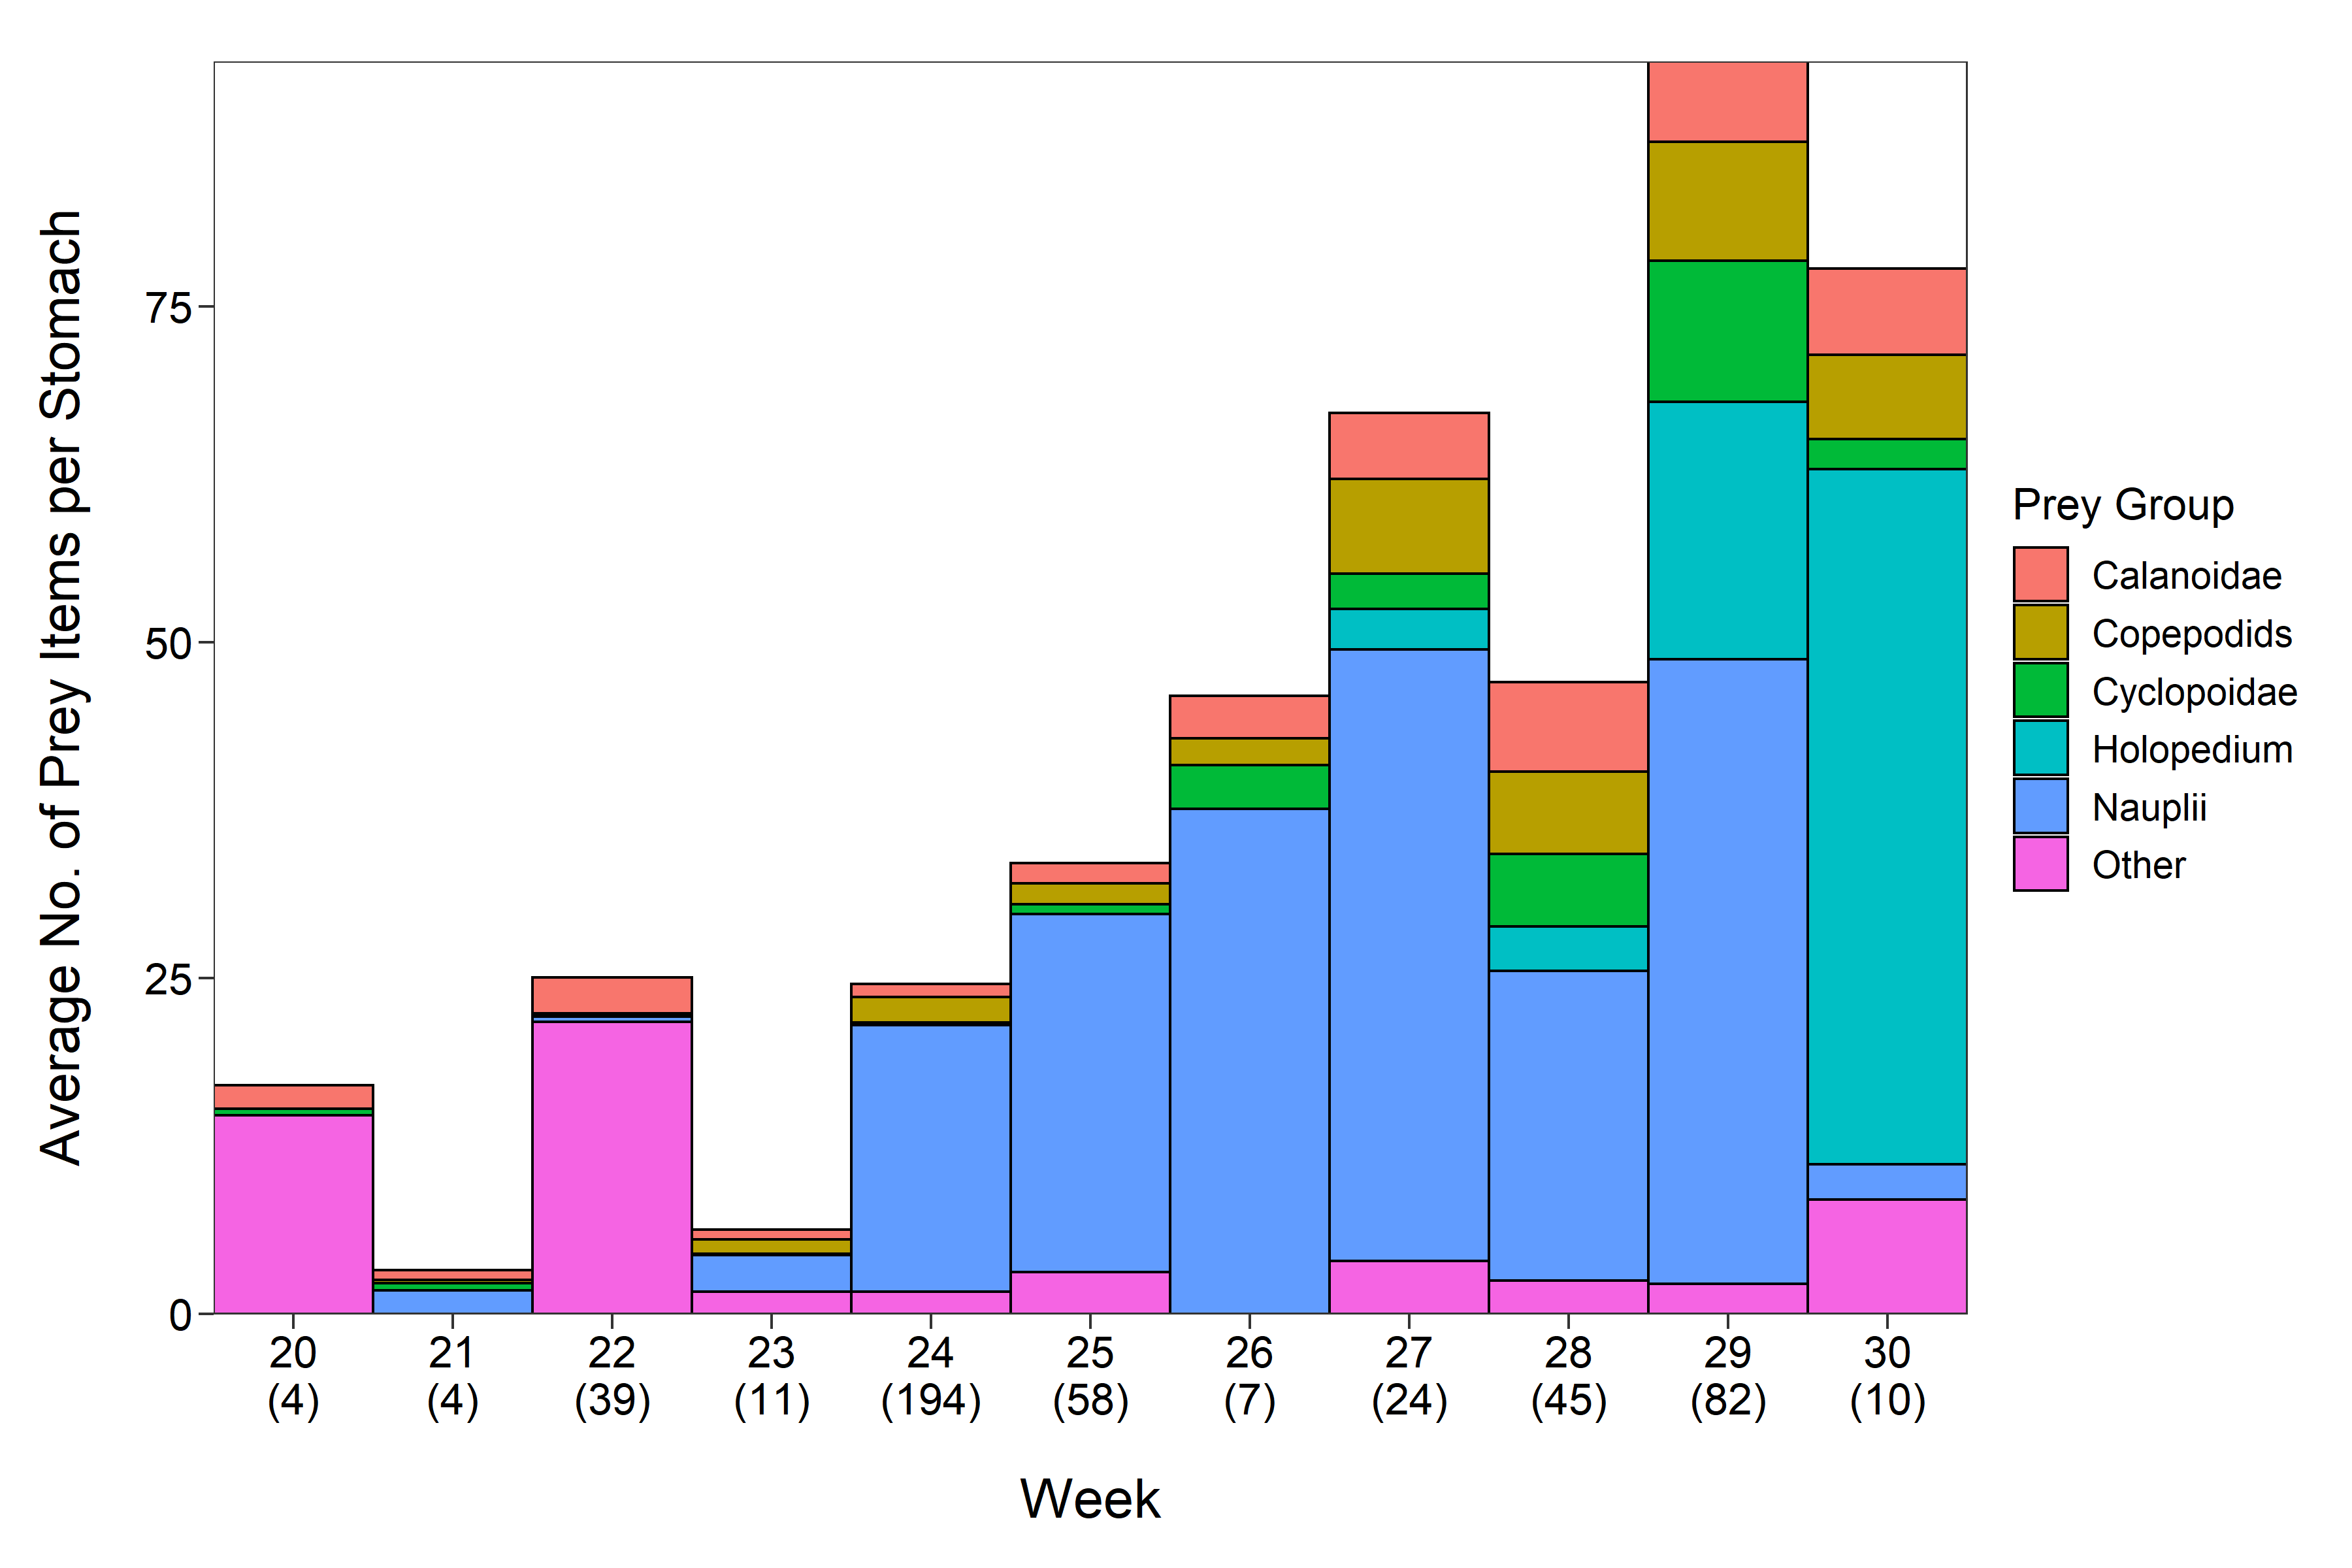 Average No. of Prey Items per Stomach
75
50
25
0
20 21 22 23 24 25 26 27 28 29 30
(4) (4) (39) (11) (194) (58) (7) (24) (45) (82) (10)
Week
Prey Group
Calanoidae
Copepodids
Cyclopoidae
Holopedium
Nauplii
Other